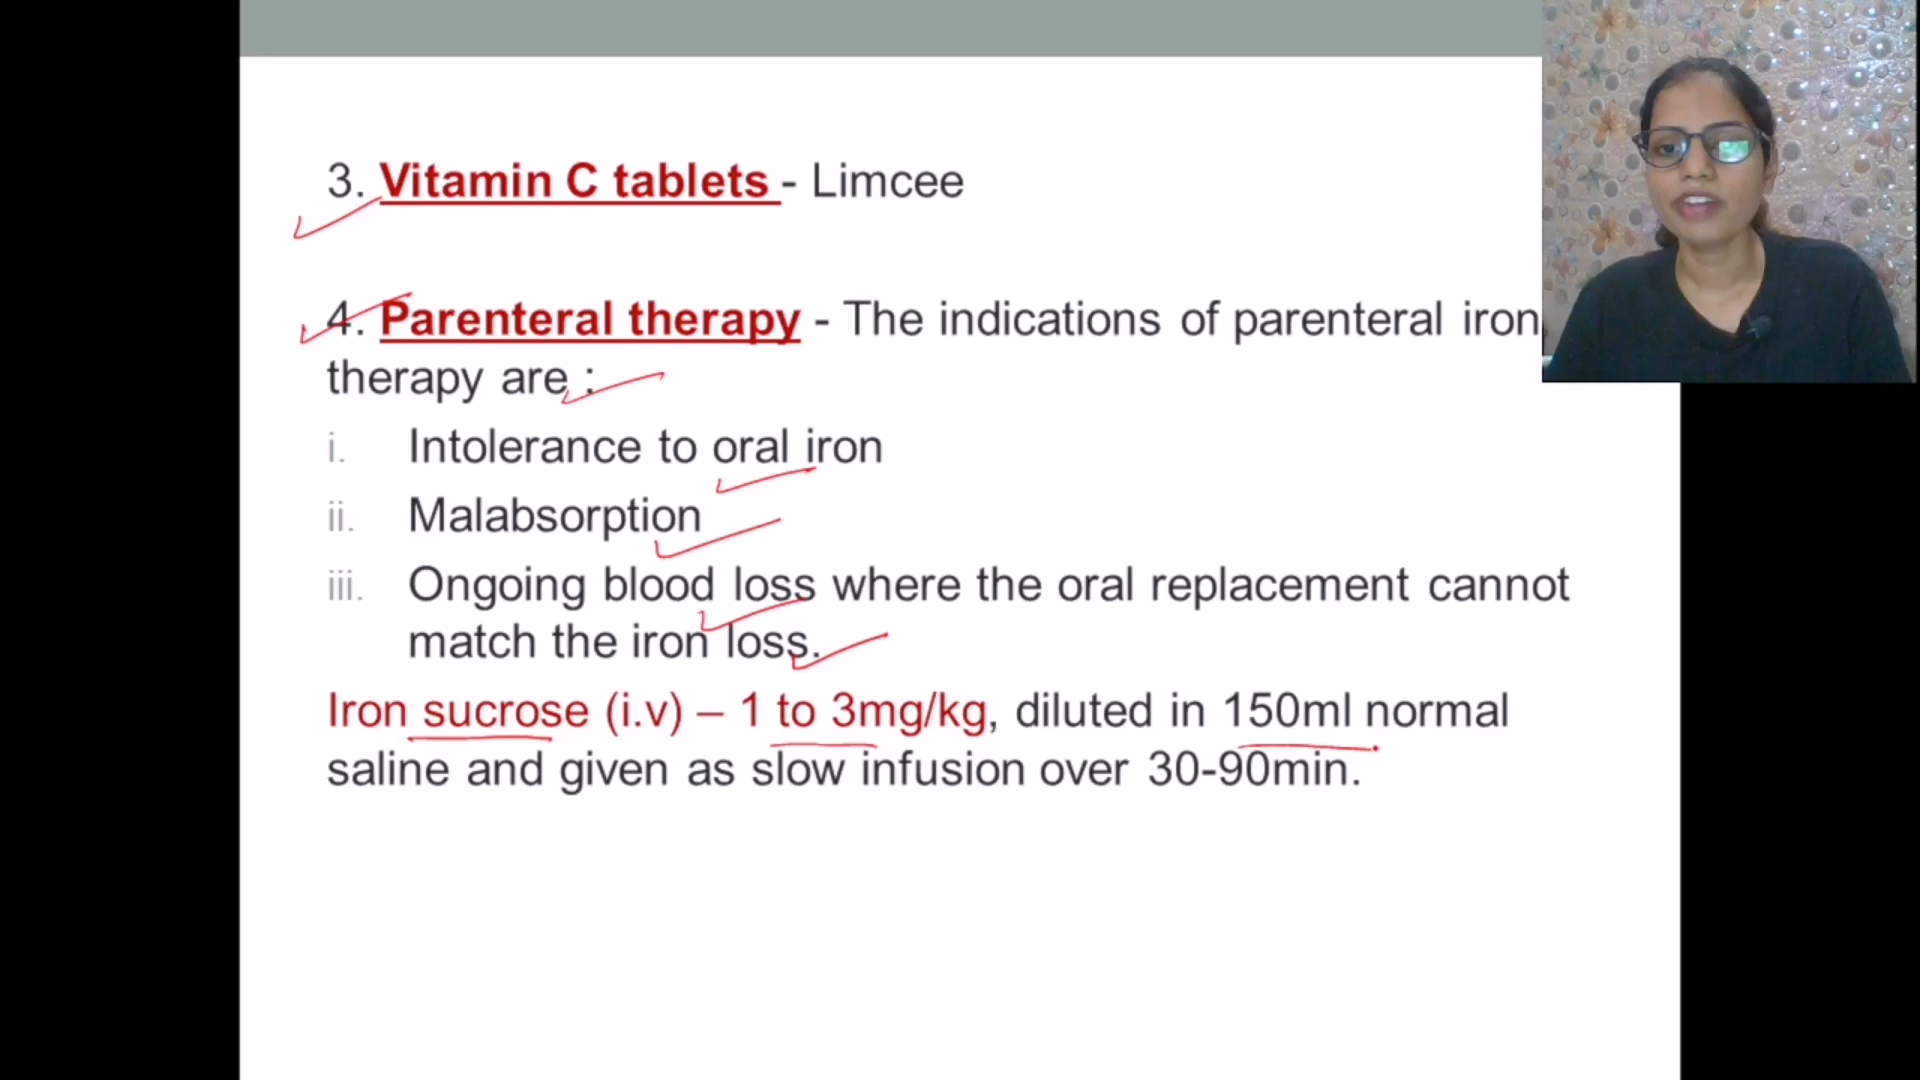 3. Vitamin C tablets - Limcee
4. Parenteral therapy - The indications of parenteral iron
therapy are :
i. Intolerance to oral iron
ii. Malabsorption
iii. Ongoing blood loss where the oral replacement cannot
match the iron loss.
Iron sucrose (i.v) – 1 to 3mg/kg, diluted in 150ml normal
saline and given as slow infusion over 30-90min.